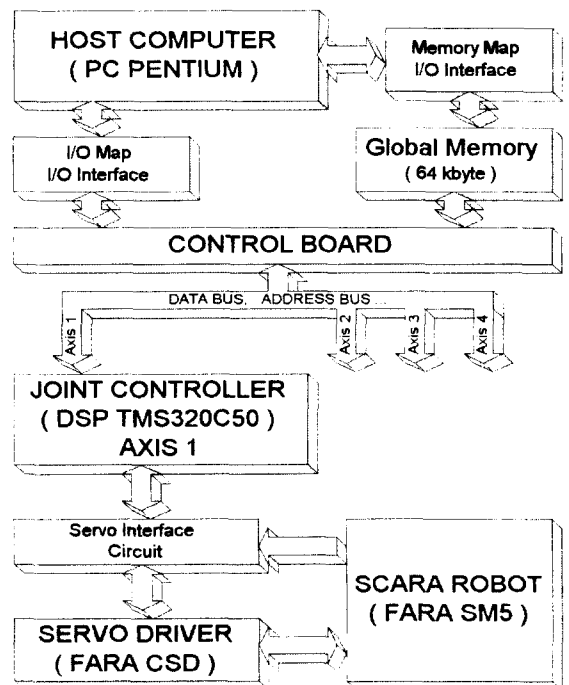 HOST COMPUTER
( PC PENTIUM )
Memory Map
I/O Interface
I/O Map
I/O Interface
Global Memory
( 64 kbyte )
CONTROL BOARD
DATA BUS, ADDRESS BUS ...
Axis 1
Axis 2
Axis 3
Axis 4
JOINT CONTROLLER
( DSP TMS320C50 )
AXIS 1
Servo Interface
Circuit
SCARA ROBOT
( FARA SM5 )
SERVO DRIVER
( FARA CSD )